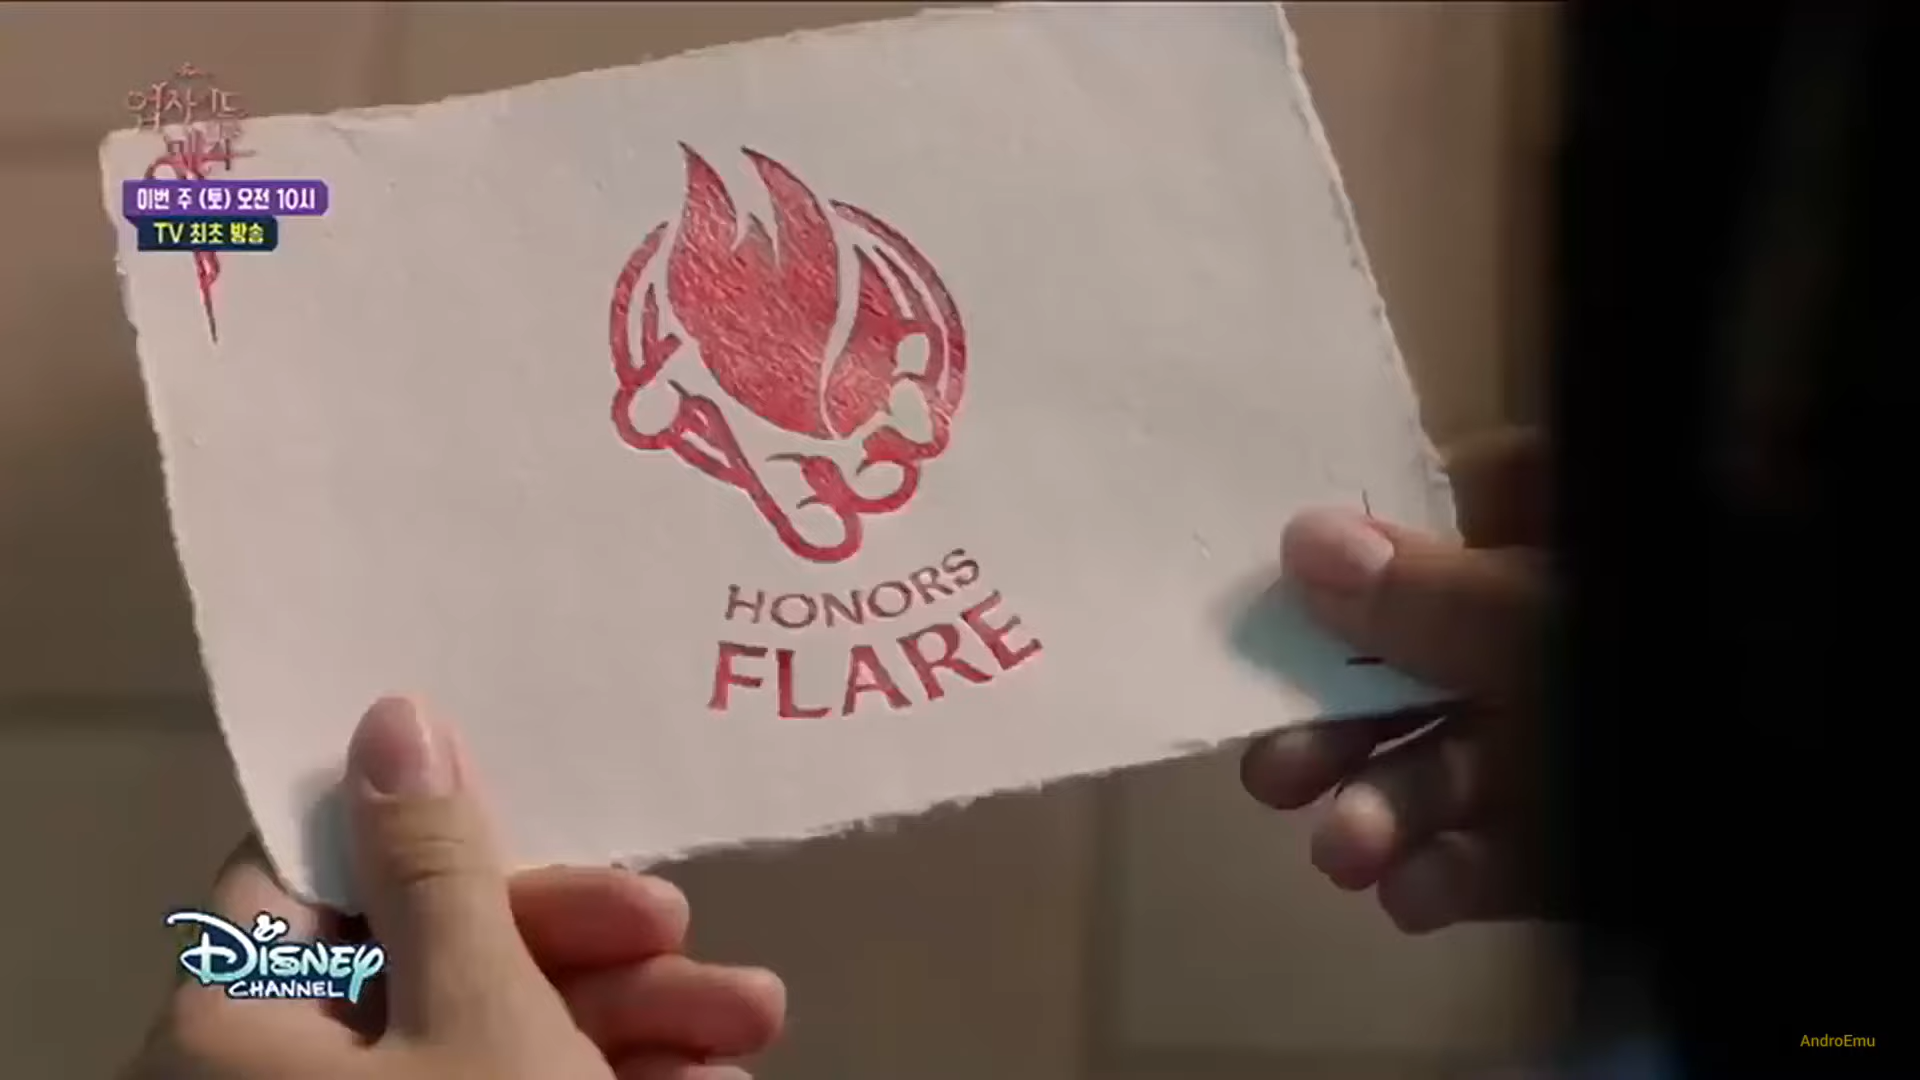 이번 주 (토) 오전 10시
TV 최초 방송
HONORS
FLARE
DISNEY
CHANNEL
AndroEmu